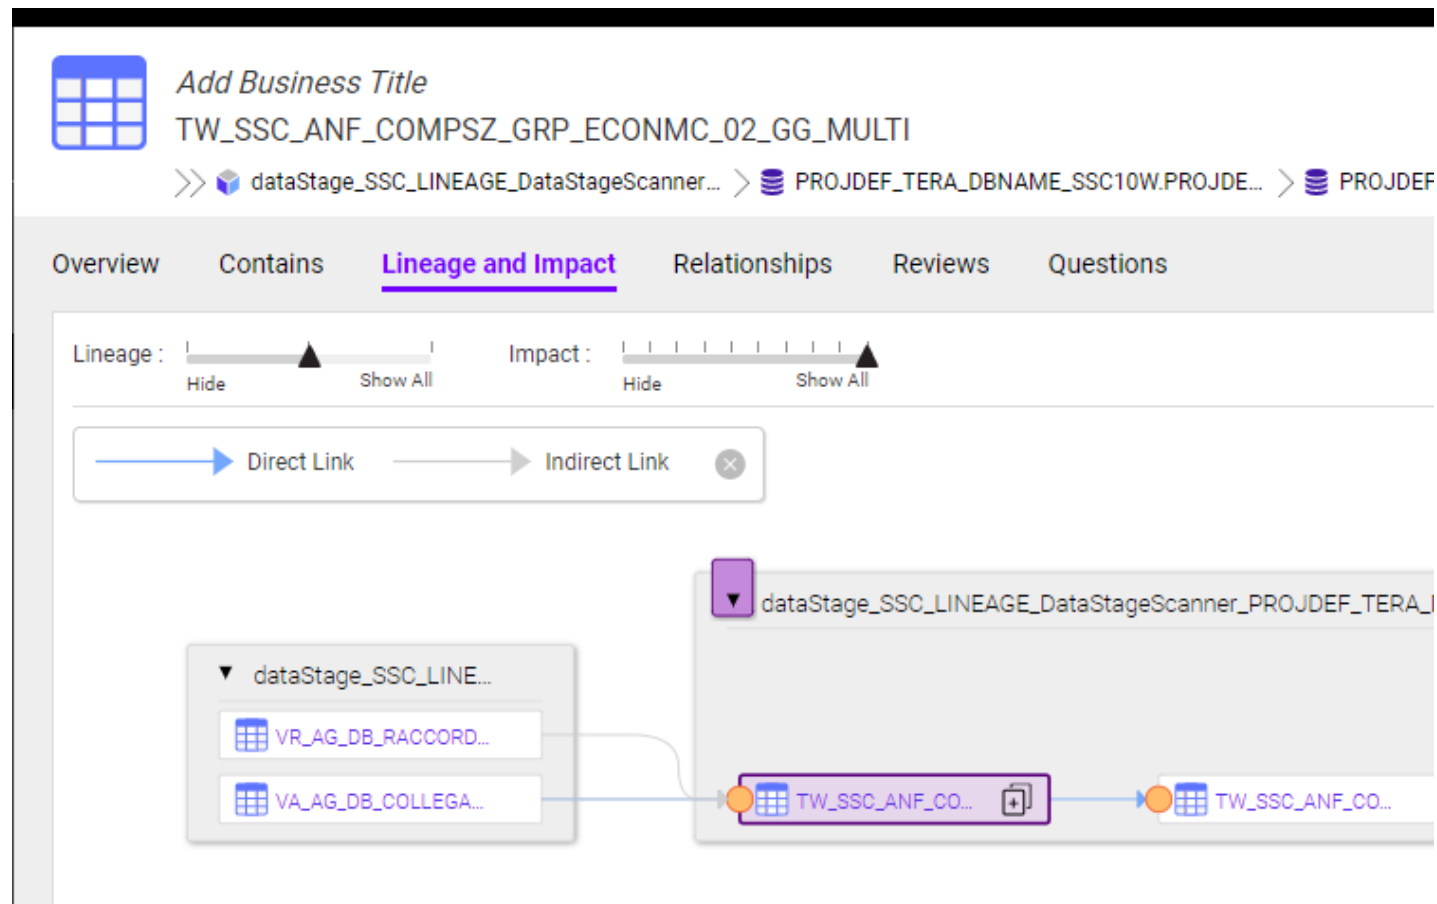 Add Business Title
TW_SSC_ANF_COMPSZ_GRP_ECONMC_02_GG_MULTI
dataStage_SSC_LINEAGE_DataStageScanner... PROJDEF_TERA_DBNAME_SSC10W.PROJDE... PROJDEF
Overview Contains Lineage and Impact Relationships Reviews Questions
Lineage : Hide Show All Impact : Hide Show All
Direct Link Indirect Link
dataStage_SSC_LINEAGE_DataStageScanner_PROJDEF_TERA_
dataStage_SSC_LINE...
VR_AG_DB_RACCORD...
VA_AG_DB_COLLEGA... TW_SSC_ANF_CO... TW_SSC_ANF_CO...